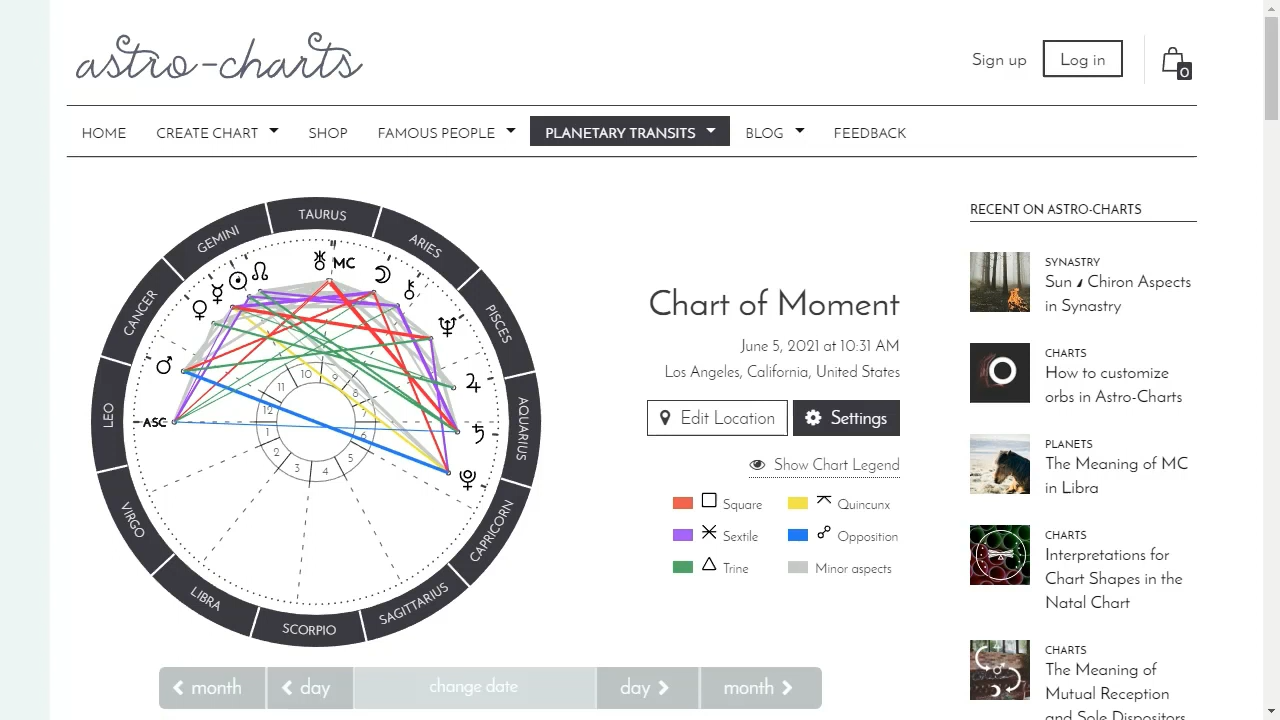 astro-charts
Sign up
Log in
0
HOME
CREATE CHART
SHOP
FAMOUS PEOPLE
PLANETARY TRANSITS
BLOG
FEEDBACK
TAURUS
ARIES
PISCES
AQUARIUS
CAPRICORN
SAGITTARIUS
SCORPIO
LIBRA
VIRGO
LEO
CANCER
GEMINI
MC
ASC
1
2
3
4
5
6
7
8
9
10
11
12
Chart of Moment
June 5, 2021 at 10:31 AM
Los Angeles, California, United States
Edit Location
Settings
Show Chart Legend
Square
Quincunx
Sextile
Opposition
Trine
Minor aspects
month
day
change date
day
month
RECENT ON ASTRO-CHARTS
SYNASTRY
Sun / Chiron Aspects
in Synastry
CHARTS
How to customize
orbs in Astro-Charts
PLANETS
The Meaning of MC
in Libra
CHARTS
Interpretations for
Chart Shapes in the
Natal Chart
CHARTS
The Meaning of
Mutual Reception
and Sole Dispositors